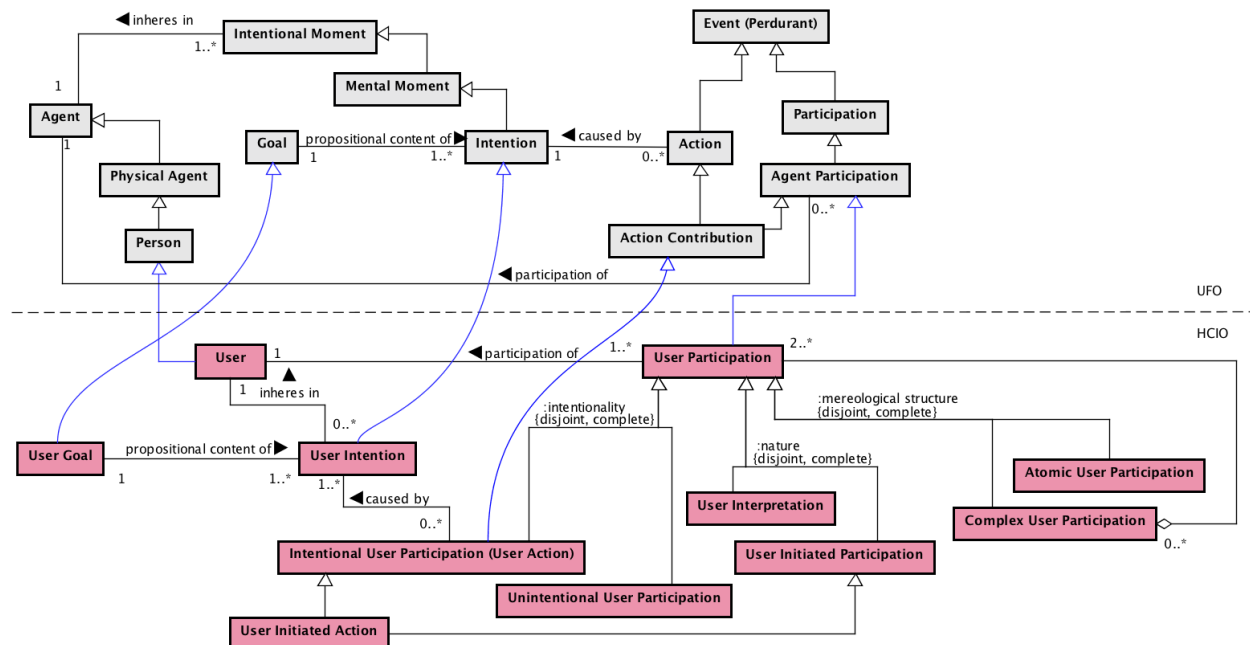 inheres in
Intentional Moment
1..*
Event (Perdurant)
Mental Moment
1
Agent
1
Participation
Goal
propositional content of
1
1..*
Intention
1
caused by
0..*
Action
Physical Agent
Agent Participation
0..*
Person
Action Contribution
participation of
UFO
HCIO
User
1
participation of
1..*
User Participation
2..*
1
inheres in
0..*
:intentionality
{disjoint, complete}
:mereological structure
{disjoint, complete}
:nature
{disjoint, complete}
User Goal
propositional content of
1
1..*
User Intention
1..*
Atomic User Participation
caused by
0..*
User Interpretation
Complex User Participation
0..*
Intentional User Participation (User Action)
User Initiated Participation
Unintentional User Participation
User Initiated Action